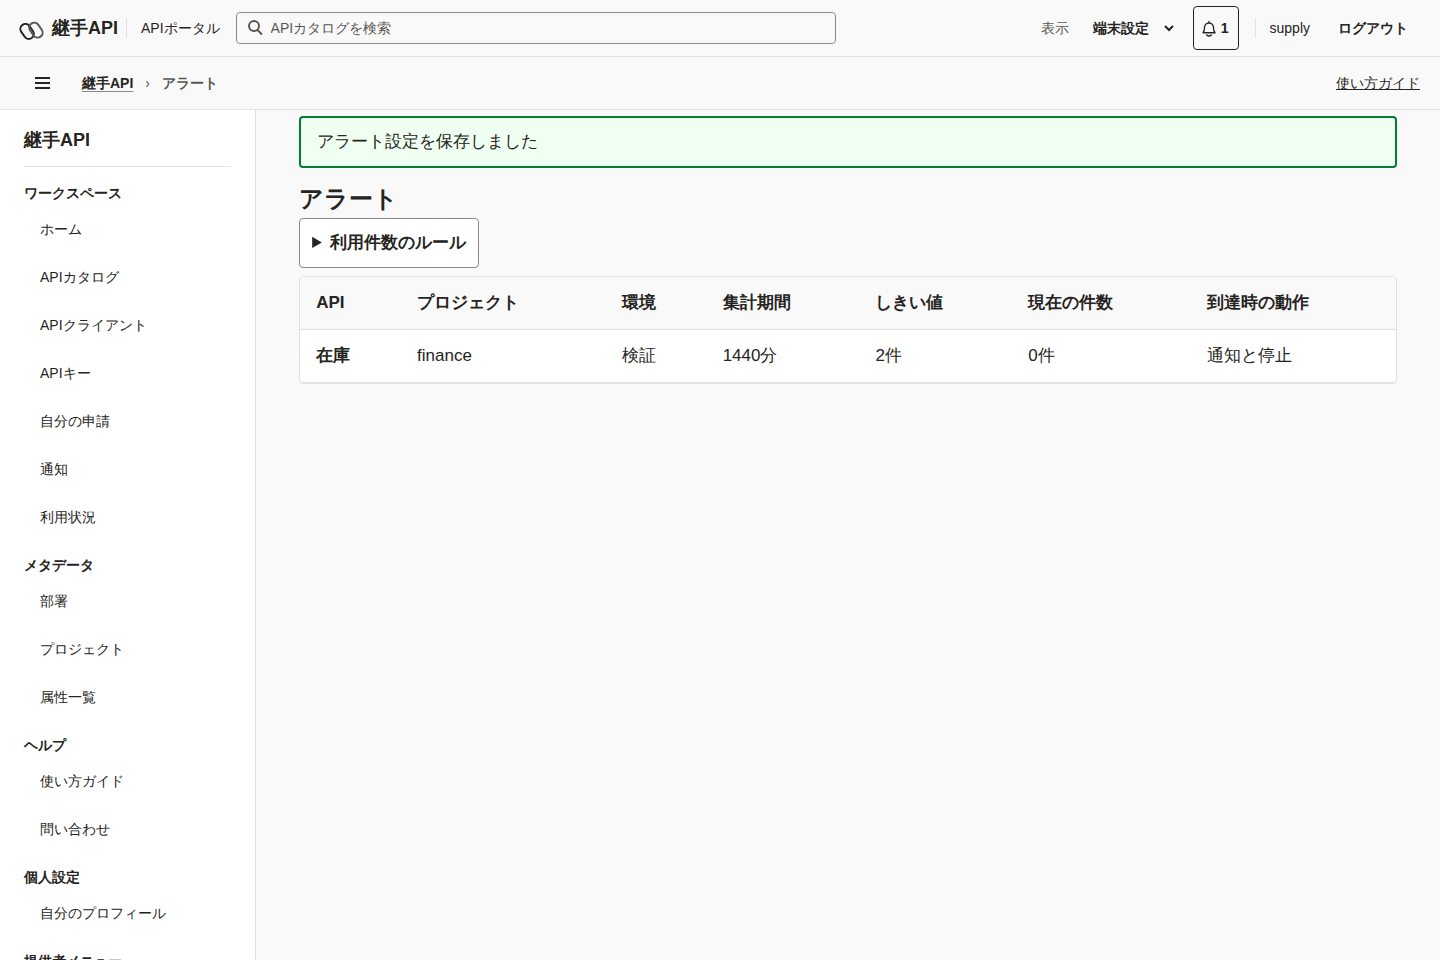 継手API APIポータル APIカタログを検索 表示 端末設定 1 supply ログアウト
継手API › アラート 使い方ガイド
継手API
ワークスペース
ホーム
APIカタログ
APIクライアント
APIキー
自分の申請
通知
利用状況
メタデータ
部署
プロジェクト
属性一覧
ヘルプ
使い方ガイド
問い合わせ
個人設定
自分のプロフィール
提供者メニュー
アラート設定を保存しました
アラート
▶ 利用件数のルール
API プロジェクト 環境 集計期間 しきい値 現在の件数 到達時の動作
在庫 finance 検証 1440分 2件 0件 通知と停止